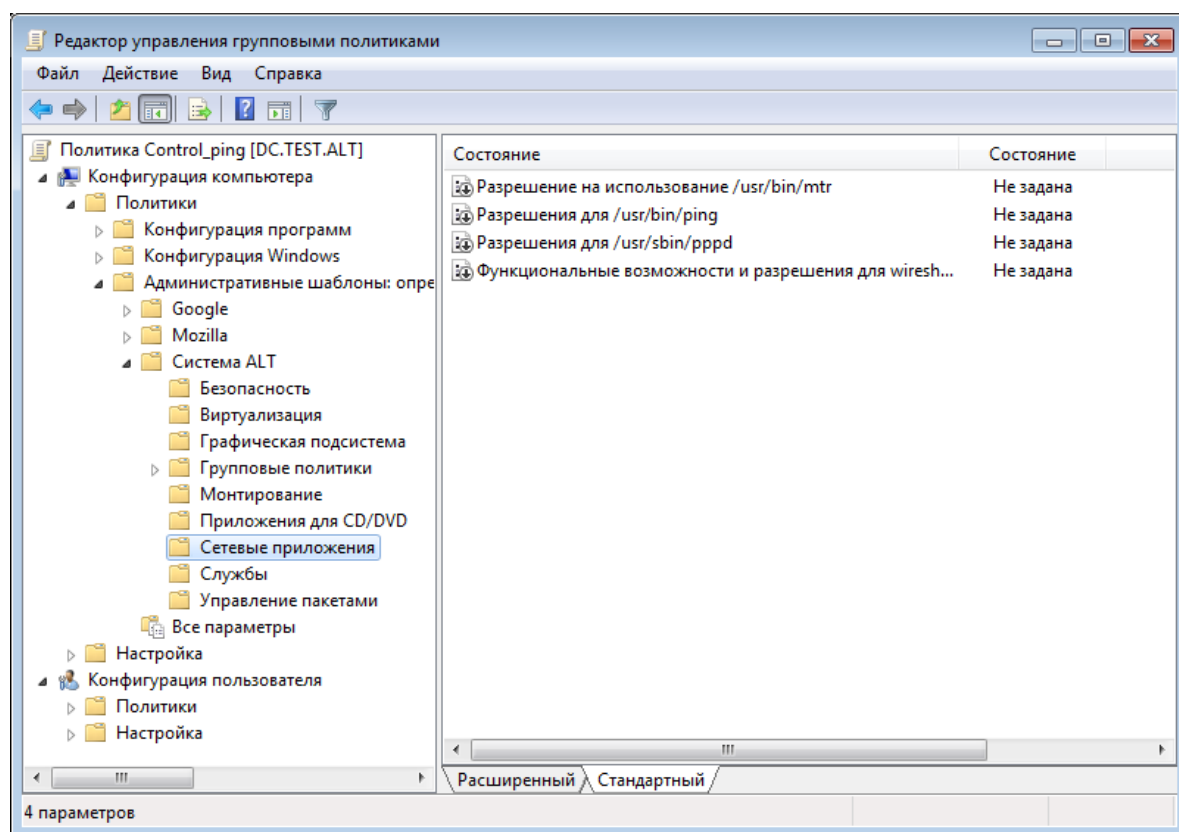 Редактор управления групповыми политиками
Файл Действие Вид Справка
Политика Control_ping [DC.TEST.ALT]
Конфигурация компьютера
Политики
Конфигурация программ
Конфигурация Windows
Административные шаблоны: опре
Google
Mozilla
Система ALT
Безопасность
Виртуализация
Графическая подсистема
Групповые политики
Монтирование
Приложения для CD/DVD
Сетевые приложения
Службы
Управление пакетами
Все параметры
Настройка
Конфигурация пользователя
Политики
Настройка
Состояние Состояние
Разрешение на использование /usr/bin/mtr Не задана
Разрешения для /usr/bin/ping Не задана
Разрешения для /usr/sbin/pppd Не задана
Функциональные возможности и разрешения для wiresh... Не задана
Расширенный Стандартный
4 параметров